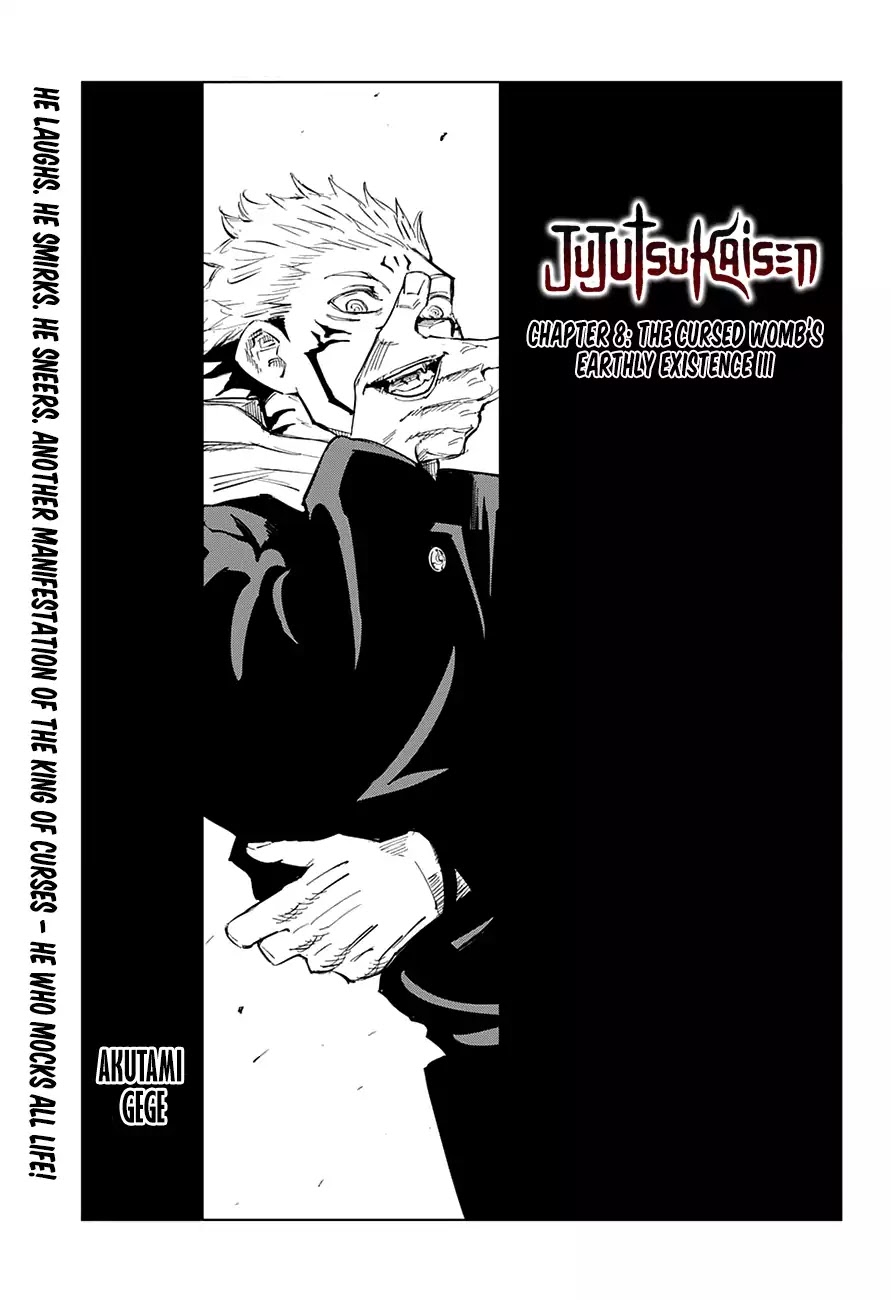 HE LAUGHS. HE SMIRKS. HE SNEERS. ANOTHER MANIFESTATION OF THE KING OF CURSES – HE WHO MOCKS ALL LIFE!
JUJUTSU KAISEN
CHAPTER 8: THE CURSED WOMB'S
EARTHLY EXISTENCE III
AKUTAMI
GEGE